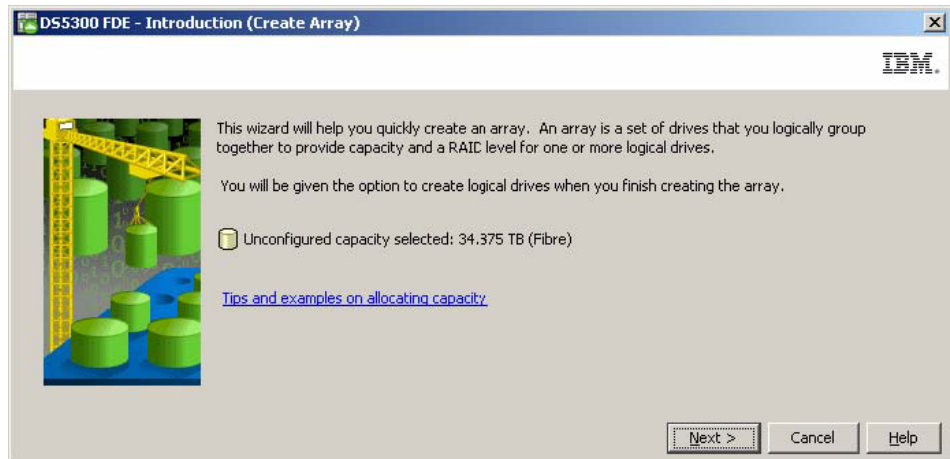 DS5300 FDE - Introduction (Create Array)
IBM.
This wizard will help you quickly create an array. An array is a set of drives that you logically group
together to provide capacity and a RAID level for one or more logical drives.
You will be given the option to create logical drives when you finish creating the array.
Unconfigured capacity selected: 34.375 TB (Fibre)
Tips and examples on allocating capacity
Next >
Cancel
Help